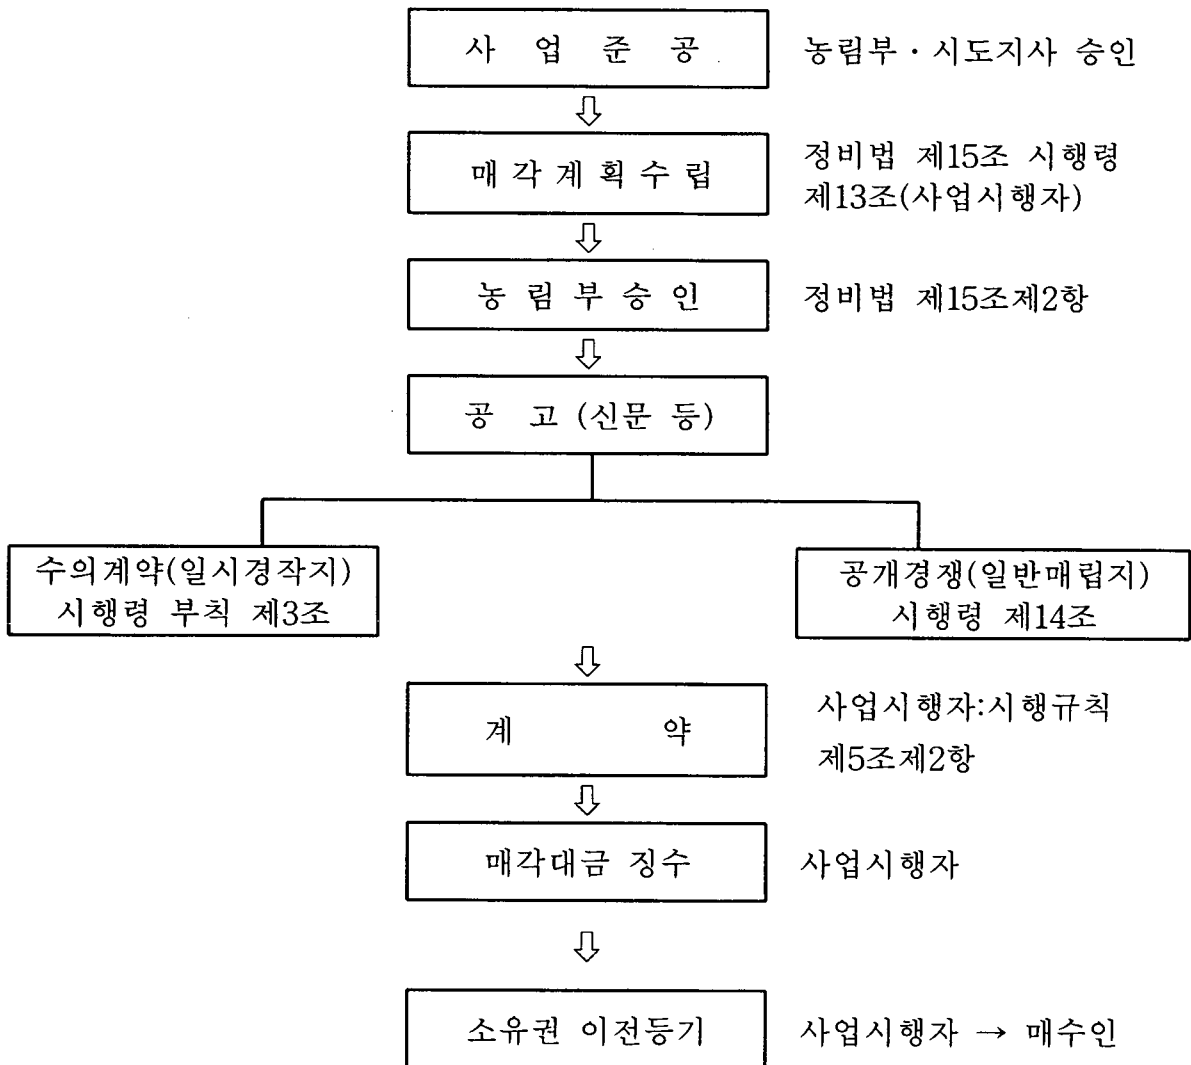 사 업 준 공
농림부 · 시도지사 승인
매 각 계 획 수 립
정비법 제15조 시행령
제13조(사업시행자)
농 림 부 승 인
정비법 제15조제2항
공 고 (신문 등)
수의계약(일시경작지)
시행령 부칙 제3조
공개경쟁(일반매립지)
시행령 제14조
계 약
사업시행자:시행규칙
제5조제2항
매각대금 징수
사업시행자
소유권 이전등기
사업시행자 → 매수인